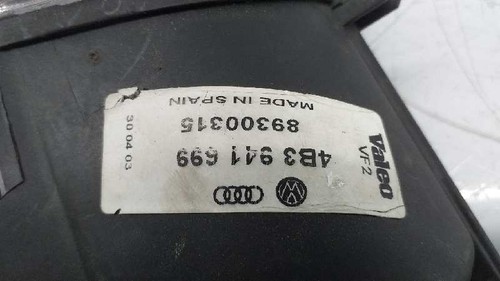 Valeo
VF2
4B3 941 699
89300315
MADE IN SPAIN
30 04 03